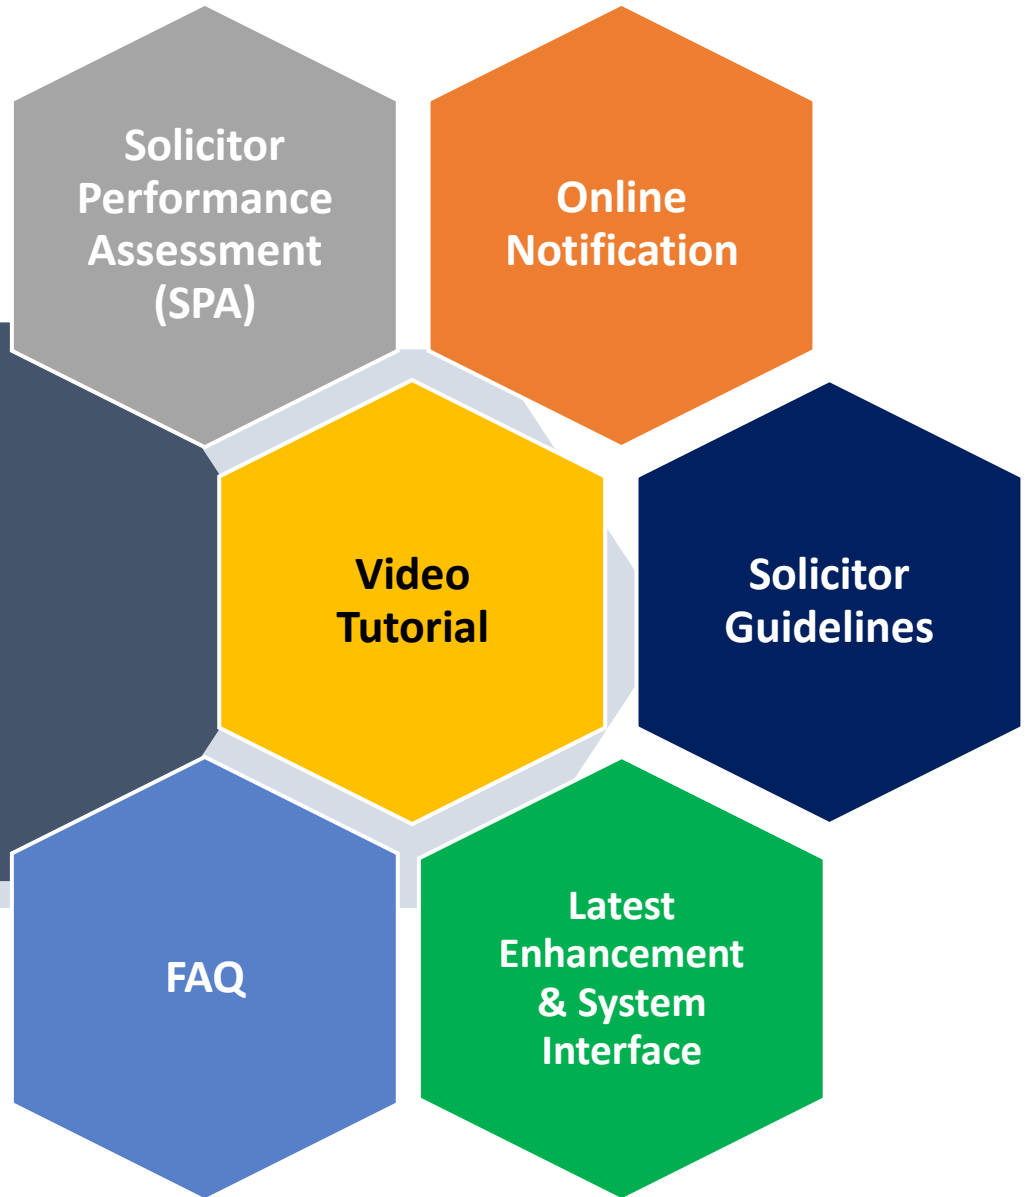 Solicitor
Performance
Assessment
(SPA)
Online
Notification
Video
Tutorial
Solicitor
Guidelines
FAQ
Latest
Enhancement
& System
Interface